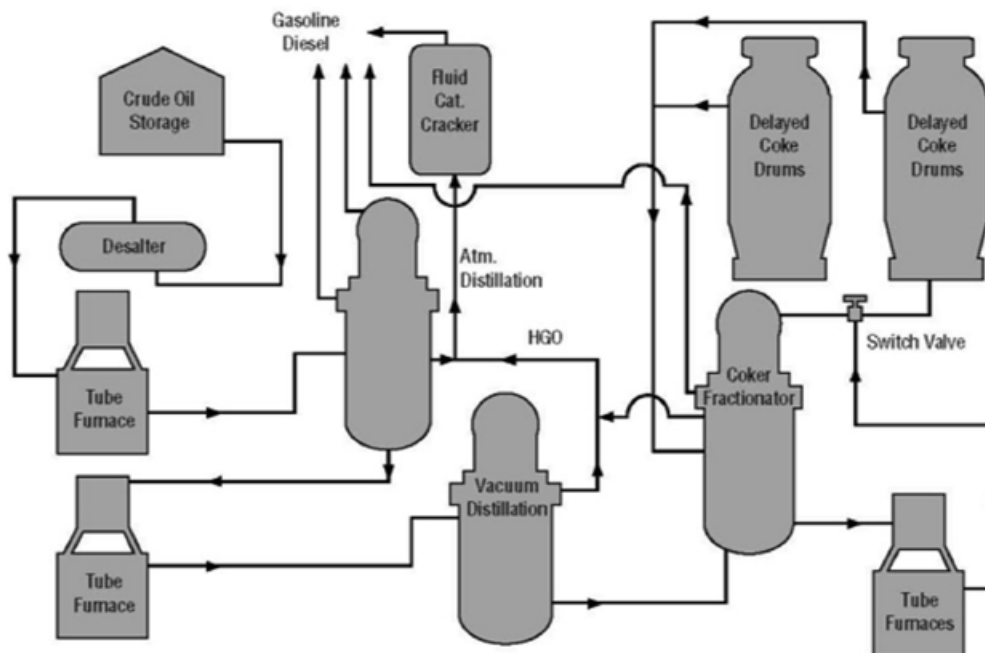 Gasoline
Diesel
Crude Oil
Storage
Fluid
Cat.
Cracker
Delayed
Coke
Drums
Delayed
Coke
Drums
Desalter
Atm.
Distillation
HGO
Switch Valve
Tube
Furnace
Coker
Fractionator
Vacuum
Distillation
Tube
Furnace
Tube
Furnaces